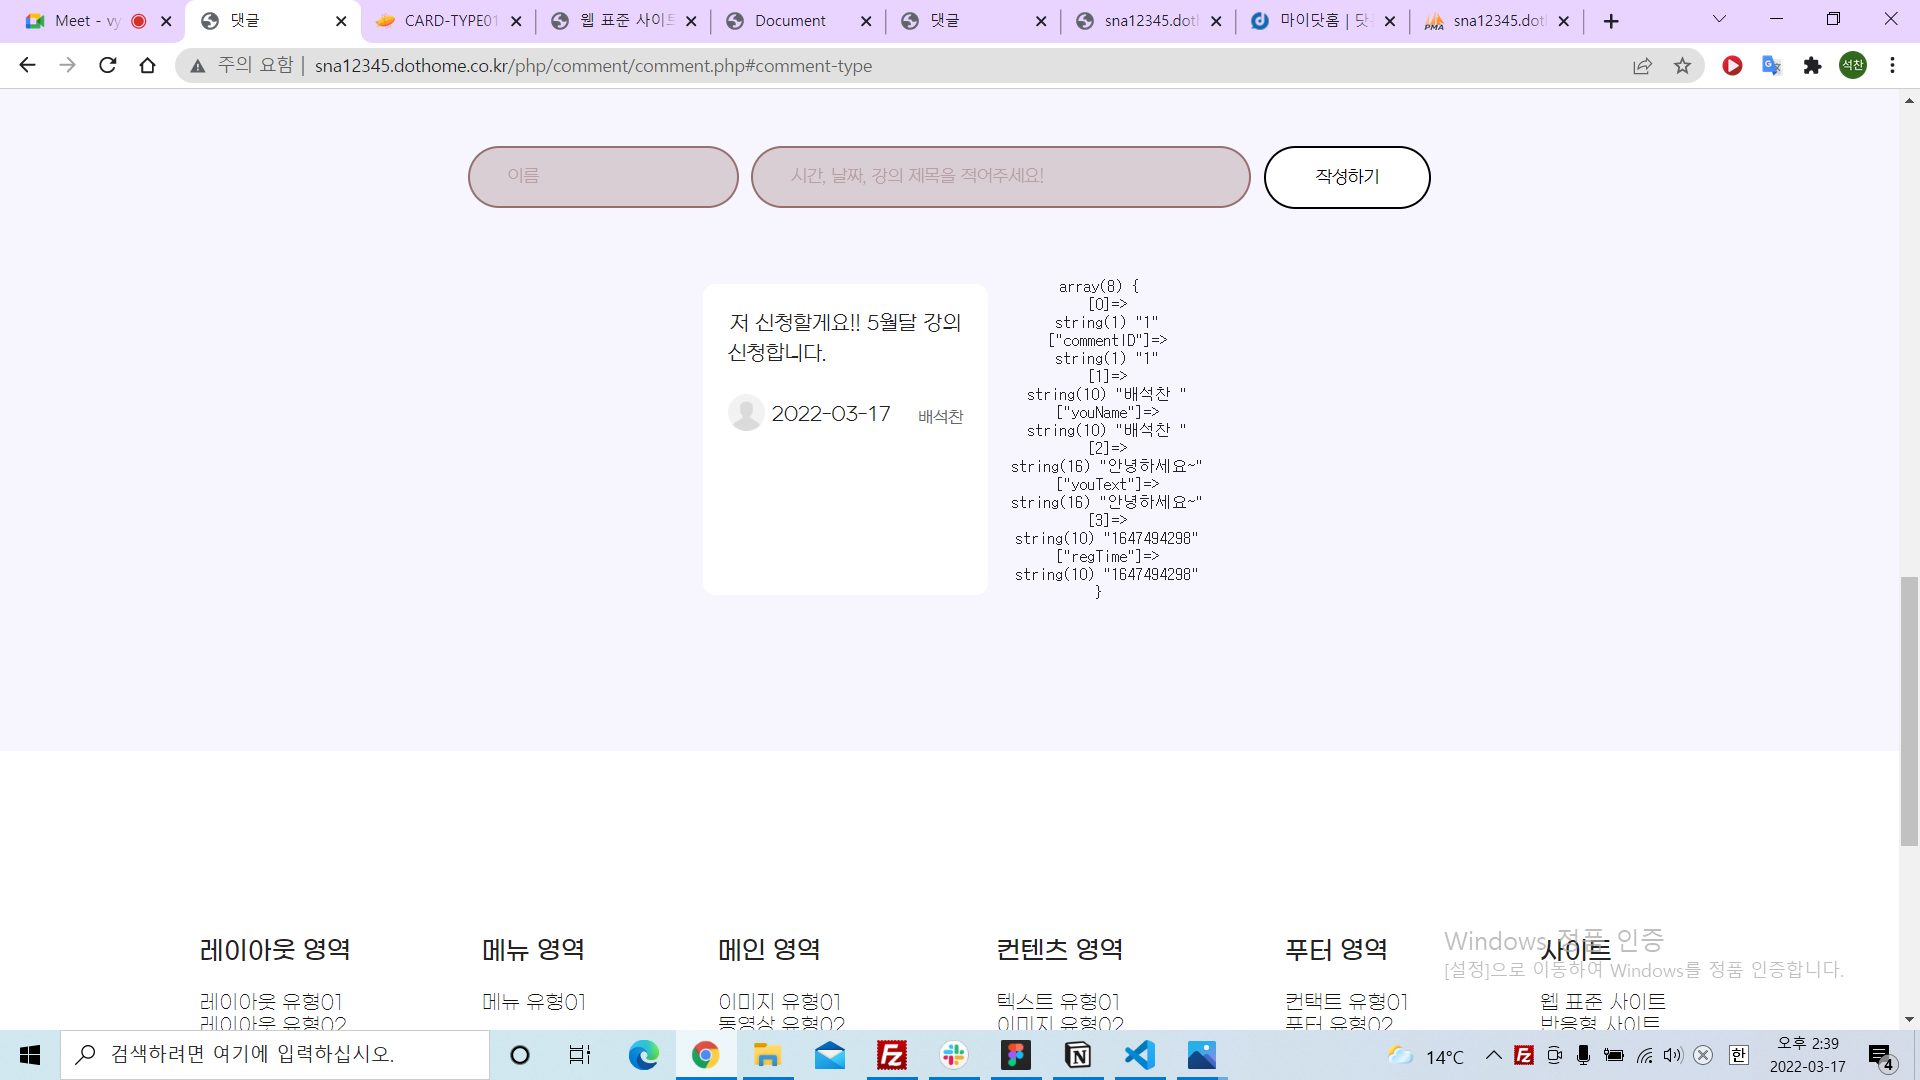 Meet - vy
댓글
CARD-TYPE01
웹 표준 사이트
Document
댓글
sna12345.dot
마이닷홈 | 닷
sna12345.dot
주의 요함 | sna12345.dothome.co.kr/php/comment/comment.php#comment-type
석찬
이름
시간, 날짜, 강의 제목을 적어주세요!
작성하기
저 신청할게요!! 5월달 강의
신청합니다.
2022-03-17
배석찬
array(8) {
[0]=>
string(1) "1"
["commentID"]=>
string(1) "1"
[1]=>
string(10) "배석찬 "
["youName"]=>
string(10) "배석찬 "
[2]=>
string(16) "안녕하세요~"
["youText"]=>
string(16) "안녕하세요~"
[3]=>
string(10) "1647494298"
["regTime"]=>
string(10) "1647494298"
}
레이아웃 영역
메뉴 영역
메인 영역
컨텐츠 영역
푸터 영역
사이트
Windows 정품 인증
[설정]으로 이동하여 Windows를 정품 인증합니다.
레이아웃 유형01
메뉴 유형01
이미지 유형01
텍스트 유형01
컨택트 유형01
웹 표준 사이트
레이아웃 유형02
동영상 유형02
이미지 유형02
푸터 유형02
반응형 사이트
검색하려면 여기에 입력하십시오.
14°C
한
오후 2:39
2022-03-17
4